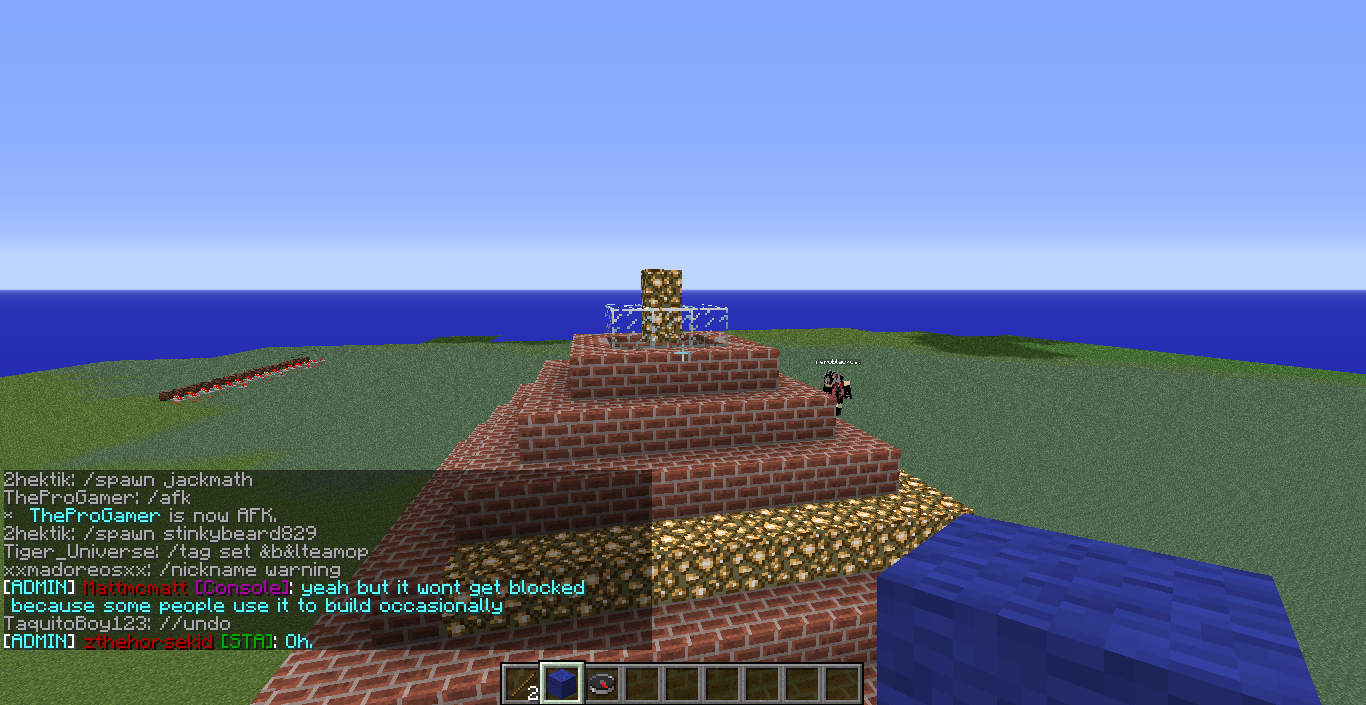 2hektik: /spawn jackmath
TheProGamer: /afk
* TheProGamer is now AFK.
2hektik: /spawn stinkybeard829
Tiger_Universe: /tag set &b&lteamop
xxmadoreosxx: /nickname warning
[ADMIN] Mattmcmatt [Console]: yeah but it wont get blocked
because some people use it to build occasionally
TaquitoBoy123: //undo
[ADMIN] zthehorsekid [STA]: Oh.
2